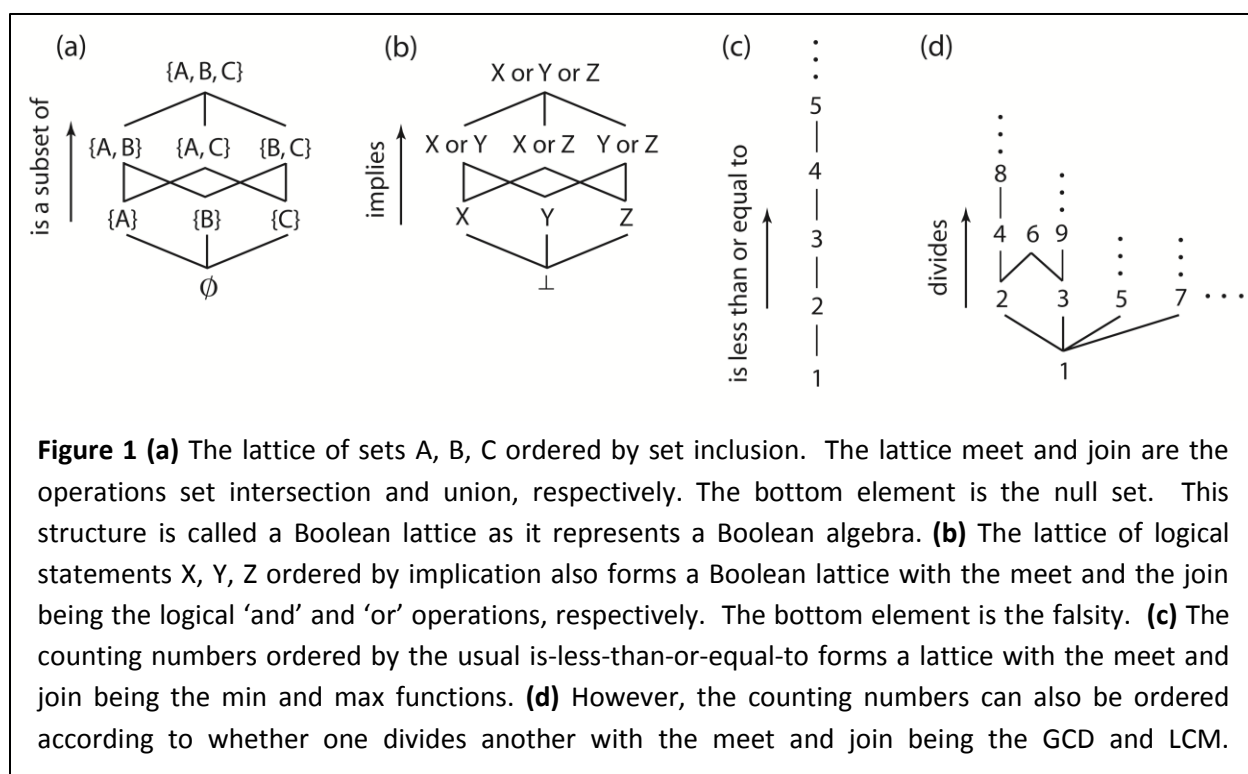 (a)
{A, B, C}
{A, B} {A, C} {B, C}
{A} {B} {C}
∅
is a subset of
(b)
X or Y or Z
X or Y X or Z Y or Z
X Y Z
⊥
implies
(c)
5
4
3
2
1
is less than or equal to
(d)
8
4 6 9
2 3 5 7
1
divides
Figure 1 (a) The lattice of sets A, B, C ordered by set inclusion. The lattice meet and join are the
operations set intersection and union, respectively. The bottom element is the null set. This
structure is called a Boolean lattice as it represents a Boolean algebra. (b) The lattice of logical
statements X, Y, Z ordered by implication also forms a Boolean lattice with the meet and the join
being the logical ‘and’ and ‘or’ operations, respectively. The bottom element is the falsity. (c) The
counting numbers ordered by the usual is-less-than-or-equal-to forms a lattice with the meet and
join being the min and max functions. (d) However, the counting numbers can also be ordered
according to whether one divides another with the meet and join being the GCD and LCM.